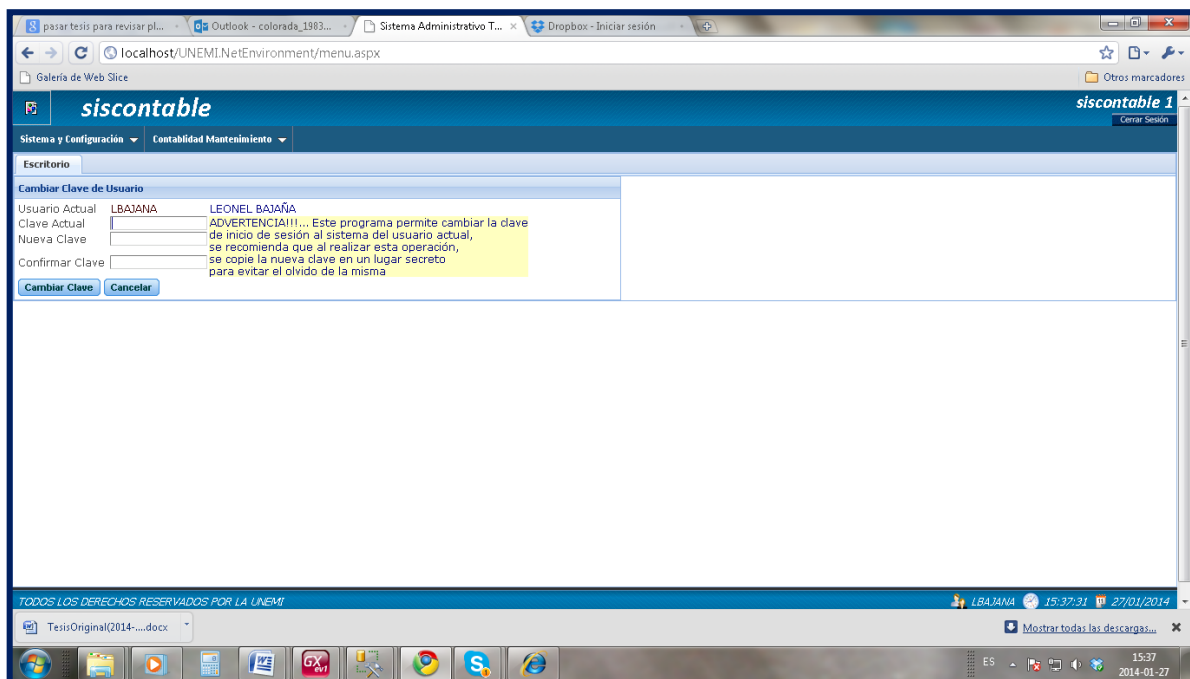 pasar tesis para revisar pl...
Outlook - colorada_1983...
Sistema Administrativo T...
Dropbox - Iniciar sesión
localhost/UNEMI.NetEnvironment/menu.aspx
Galería de Web Slice
Otros marcadores
siscontable
siscontable 1
Cerrar Sesión
Sistema y Configuración
Contablidad Mantenimiento
Escritorio
Cambiar Clave de Usuario
Usuario Actual LBAJANA LEONEL BAJAÑA
Clave Actual
ADVERTENCIA!!!... Este programa permite cambiar la clave
de inicio de sesión al sistema del usuario actual,
se recomienda que al realizar esta operación,
se copie la nueva clave en un lugar secreto
para evitar el olvido de la misma
Nueva Clave
Confirmar Clave
Cambiar Clave
Cancelar
TODOS LOS DERECHOS RESERVADOS POR LA UNEMI
LBAJANA 15:37:31 27/01/2014
TesisOriginal(2014-....docx
Mostrar todas las descargas...
GX
ev1
ES
15:37
2014-01-27